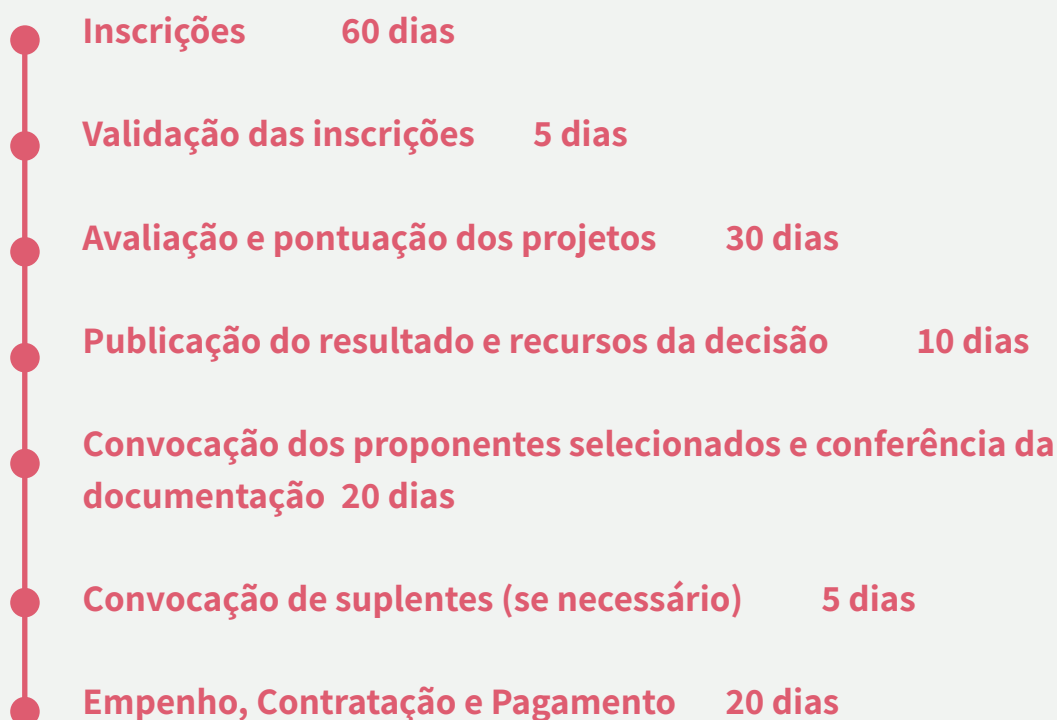 Inscrições 60 dias
Validação das inscrições 5 dias
Avaliação e pontuação dos projetos 30 dias
Publicação do resultado e recursos da decisão 10 dias
Convocação dos proponentes selecionados e conferência da
documentação 20 dias
Convocação de suplentes (se necessário) 5 dias
Empenho, Contratação e Pagamento 20 dias